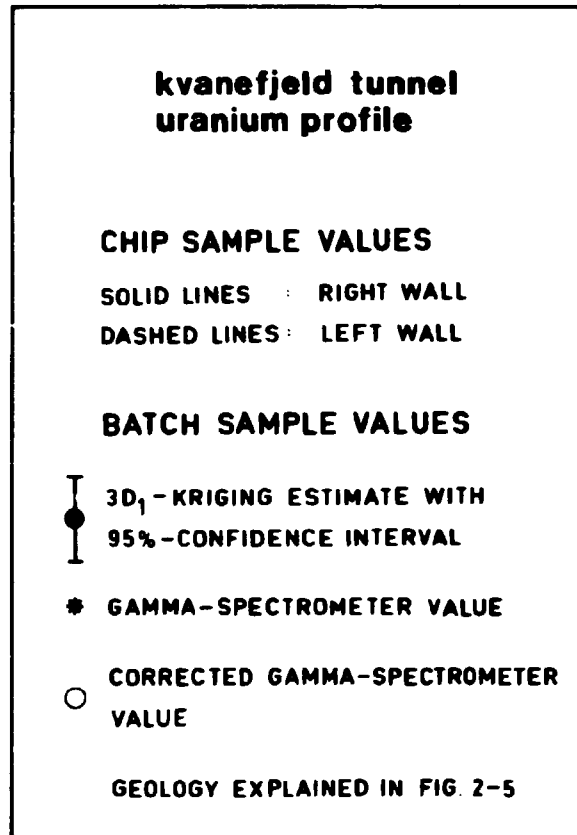 kvanefjeld tunnel
uranium profile
CHIP SAMPLE VALUES
SOLID LINES : RIGHT WALL
DASHED LINES: LEFT WALL
BATCH SAMPLE VALUES
3D₁-KRIGING ESTIMATE WITH
95%-CONFIDENCE INTERVAL
GAMMA-SPECTROMETER VALUE
CORRECTED GAMMA-SPECTROMETER
VALUE
GEOLOGY EXPLAINED IN FIG. 2-5